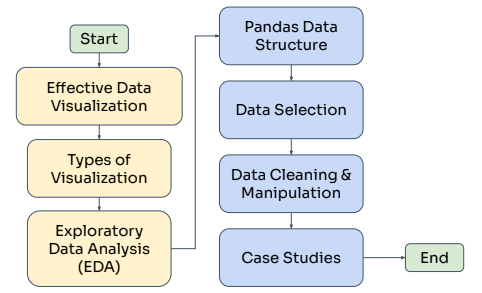 Start
Effective Data
Visualization
Types of
Visualization
Exploratory
Data Analysis
(EDA)
Pandas Data
Structure
Data Selection
Data Cleaning &
Manipulation
Case Studies
End